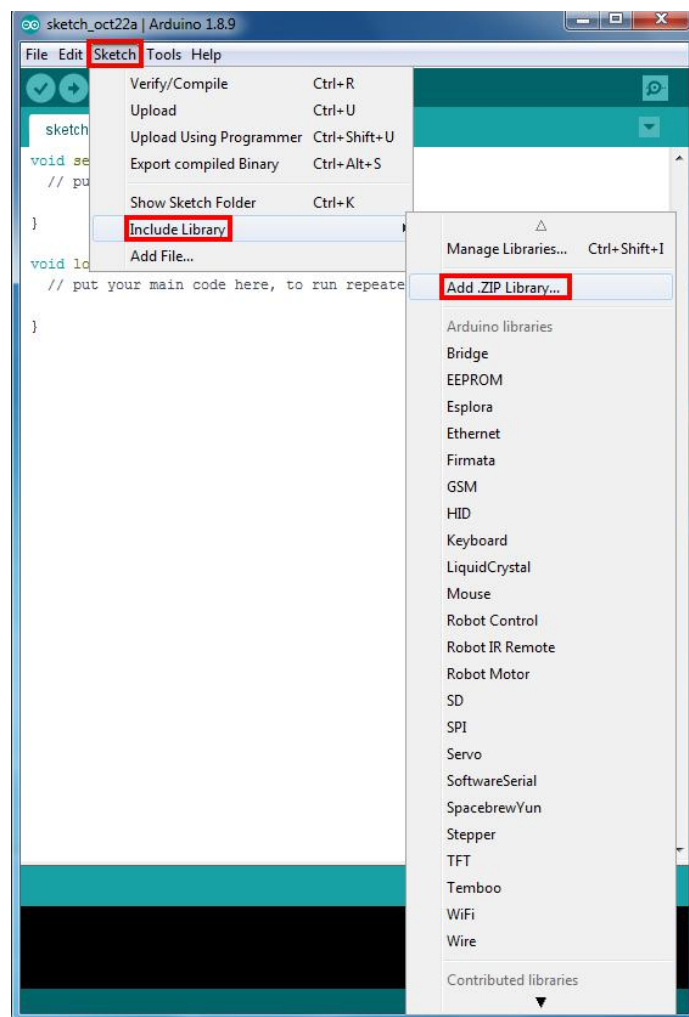 sketch_oct22a | Arduino 1.8.9
File Edit Sketch Tools Help
Verify/Compile Ctrl+R
Upload Ctrl+U
Upload Using Programmer Ctrl+Shift+U
Export compiled Binary Ctrl+Alt+S
Show Sketch Folder Ctrl+K
Include Library
Add File...
sketch
void se
// pu
}
void lo
// put your main code here, to run repeate
}
Manage Libraries... Ctrl+Shift+I
Add .ZIP Library...
Arduino libraries
Bridge
EEPROM
Esplora
Ethernet
Firmata
GSM
HID
Keyboard
LiquidCrystal
Mouse
Robot Control
Robot IR Remote
Robot Motor
SD
SPI
Servo
SoftwareSerial
SpacebrewYun
Stepper
TFT
Temboo
WiFi
Wire
Contributed libraries